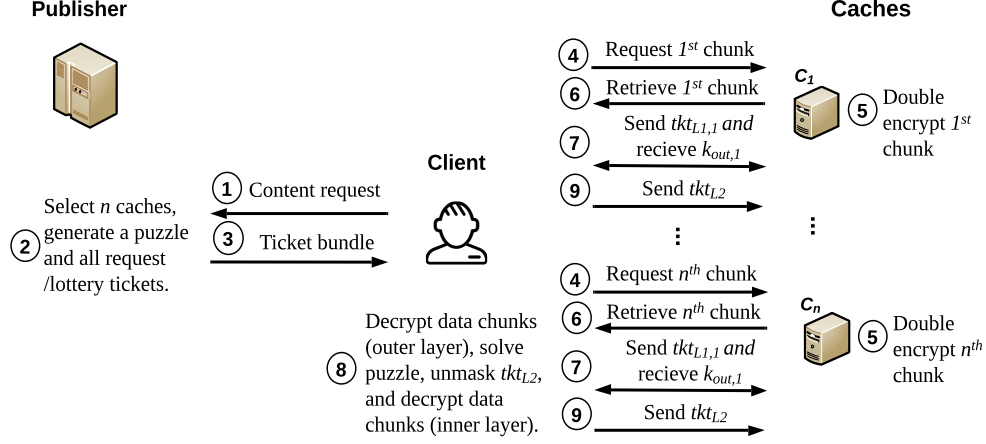 Publisher
Caches
4 Request 1st chunk
6 Retrieve 1st chunk
C1
5 Double
encrypt 1st
chunk
7 Send tktL1,1 and
recieve kout,1
9 Send tktL2
Client
1 Content request
3 Ticket bundle
2 Select n caches,
generate a puzzle
and all request
/lottery tickets.
4 Request nth chunk
6 Retrieve nth chunk
Cn
5 Double
encrypt nth
chunk
7 Send tktL1,1 and
recieve kout,1
9 Send tktL2
8 Decrypt data chunks
(outer layer), solve
puzzle, unmask tktL2,
and decrypt data
chunks (inner layer).